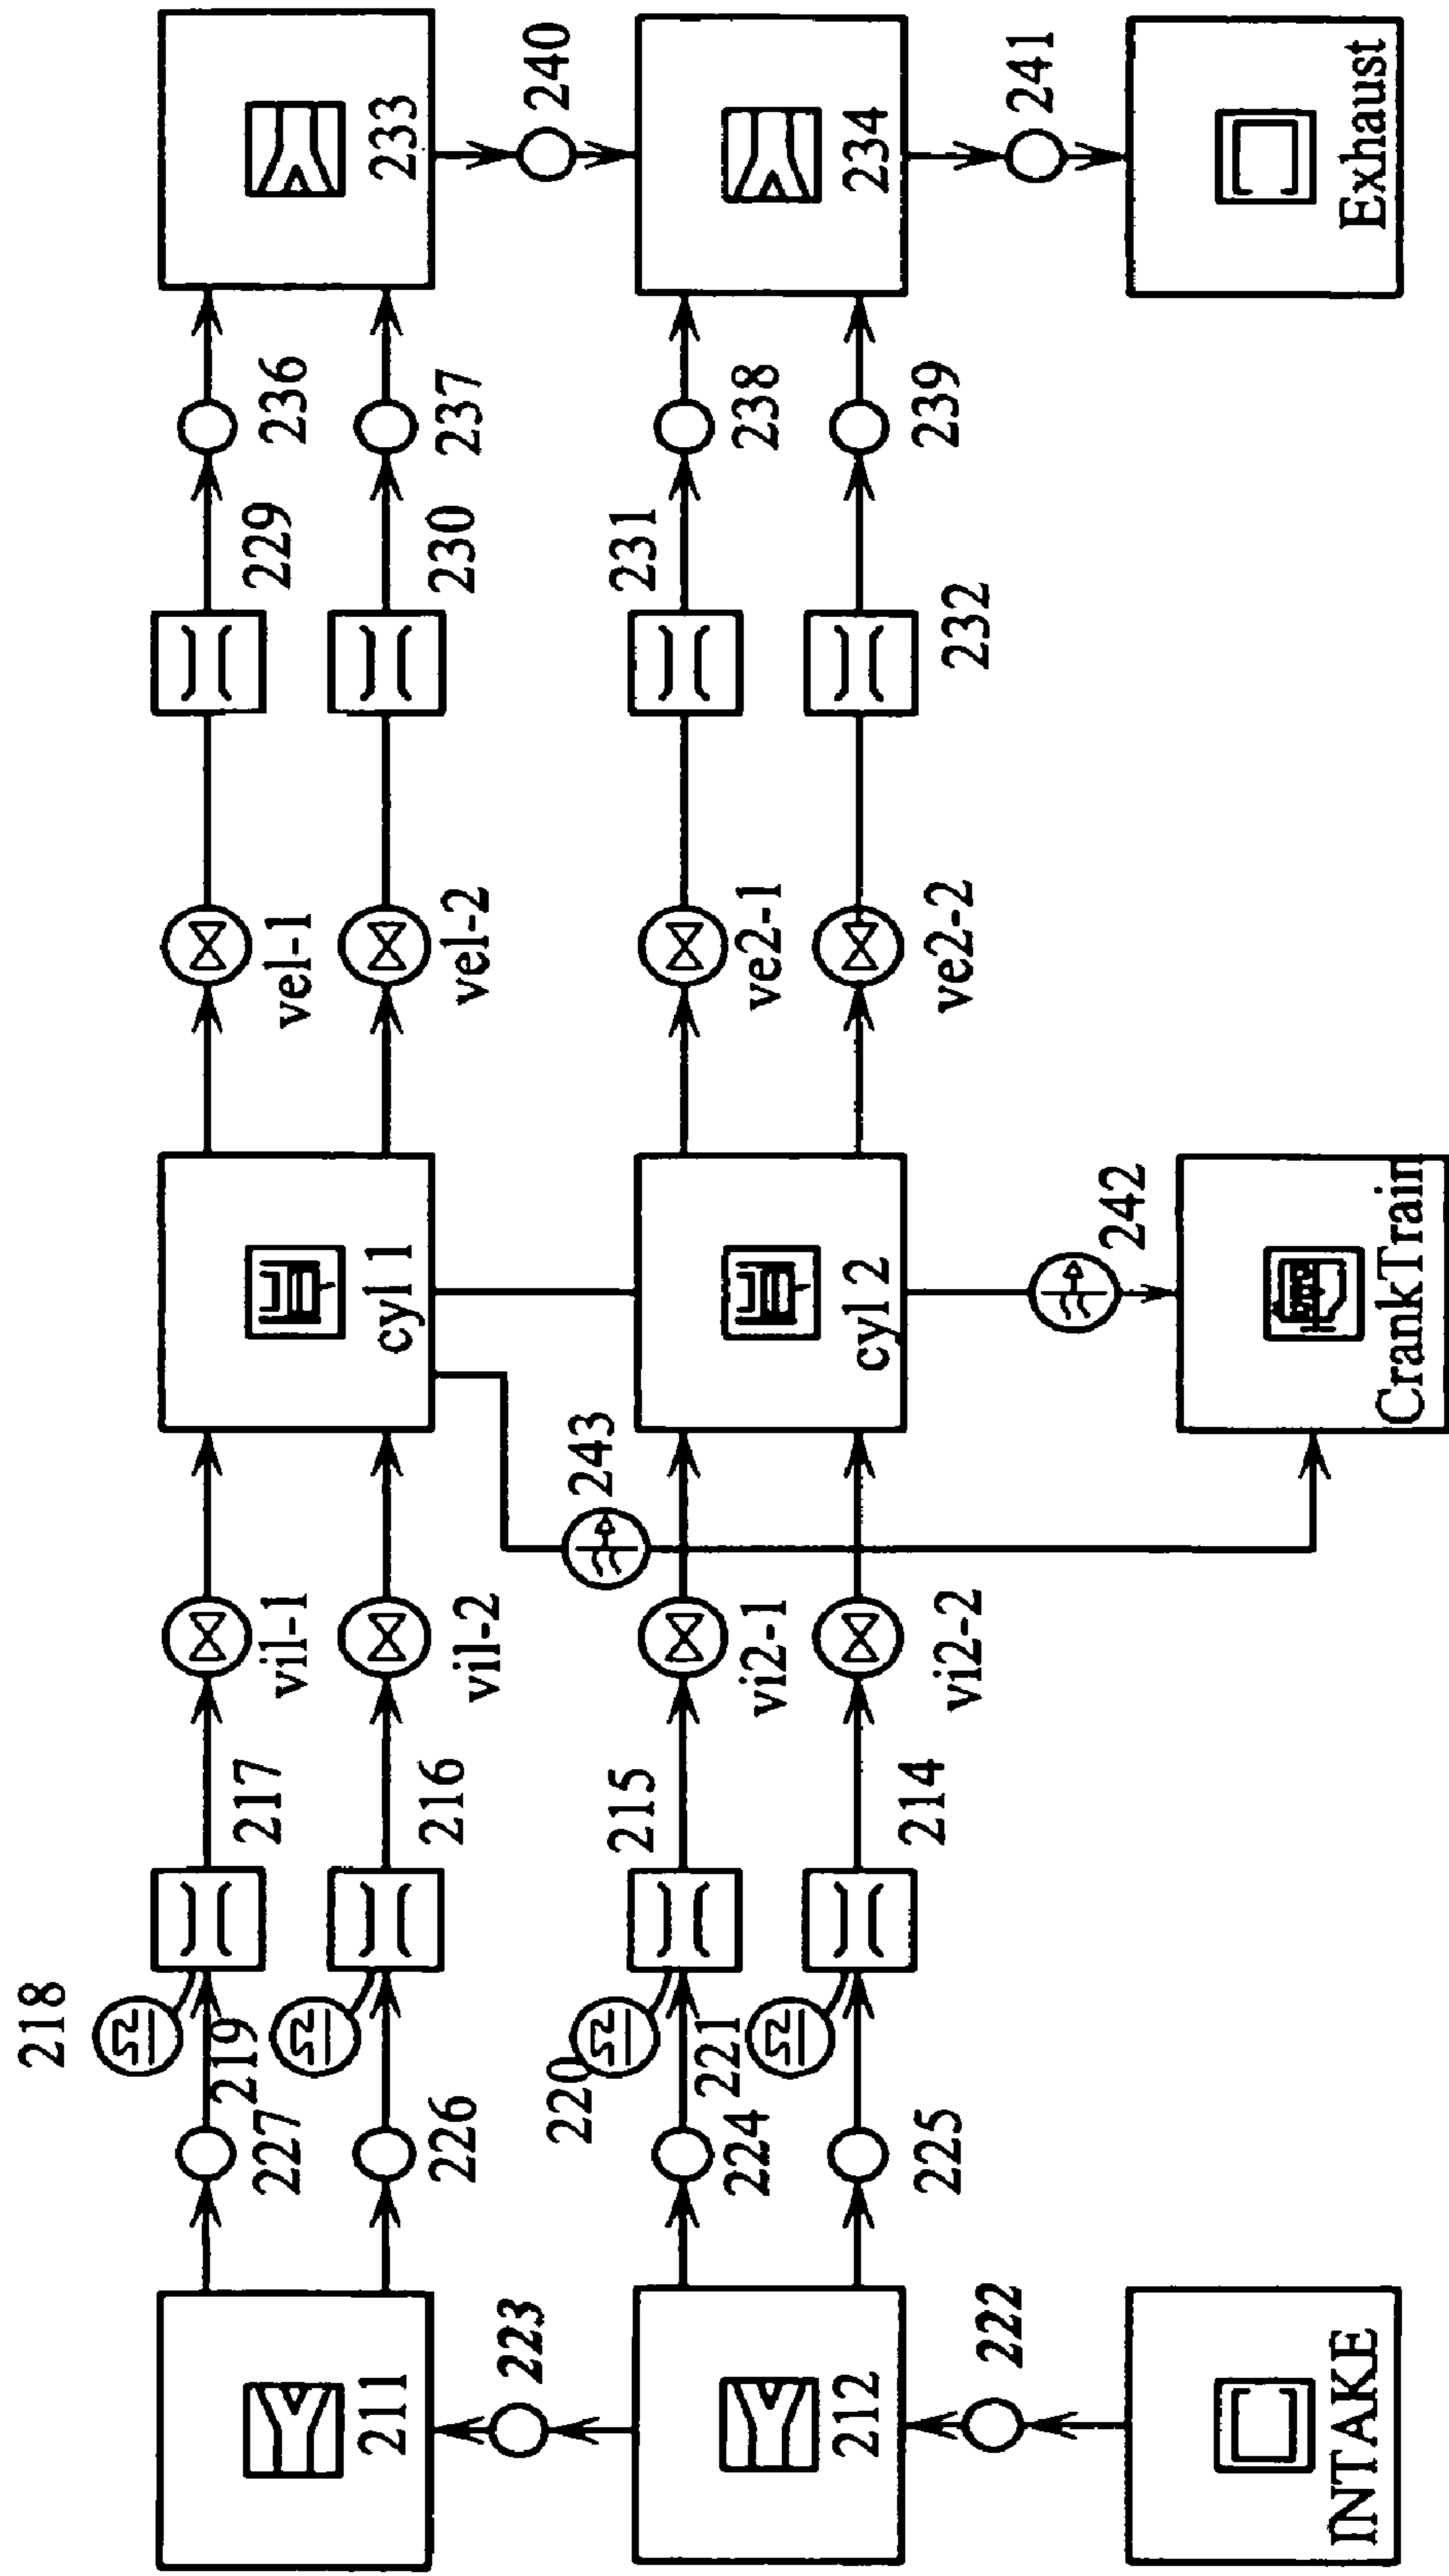 218
227
219
217
vil-1
vel-1
229
236
211
cyl 1
233
226
216
vil-2
vel-2
230
237
223
243
240
220
215
231
224
221
vi2-1
ve2-1
238
212
cyl 2
234
225
214
vi2-2
ve2-2
232
239
222
242
241
INTAKE
CrankTrain
Exhaust